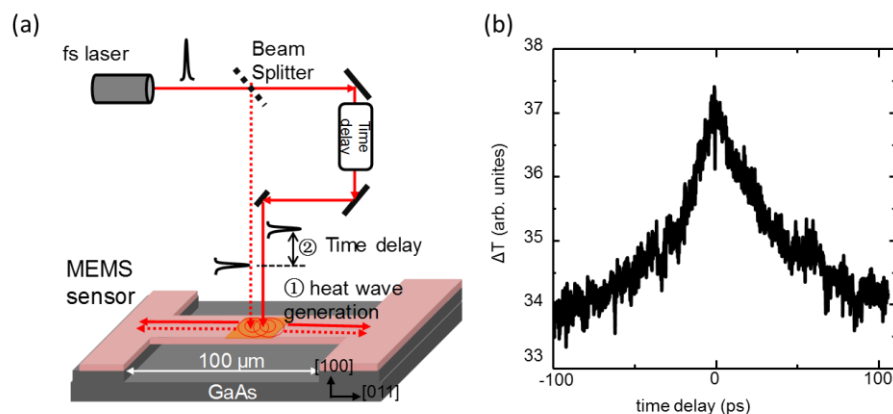 (a)
fs laser
Beam
Splitter
Time
delay
② Time delay
MEMS
sensor
① heat wave
generation
100 μm
[100]
[011]
GaAs
(b)
38
37
36
35
34
33
ΔT (arb. unites)
-100
0
100
time delay (ps)